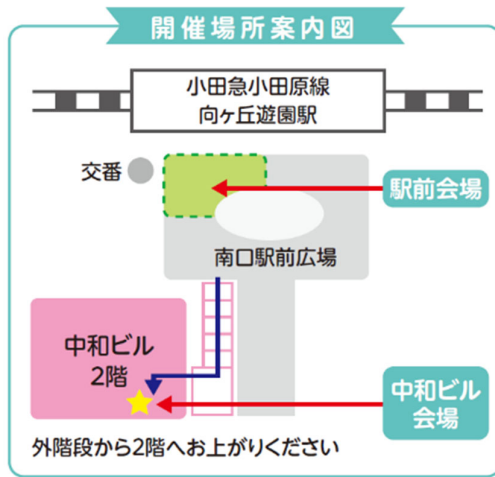 開催場所案内図
小田急小田原線
向ヶ丘遊園駅
交番
駅前会場
南口駅前広場
中和ビル
2階
中和ビル
会場
外階段から2階へお上がりください